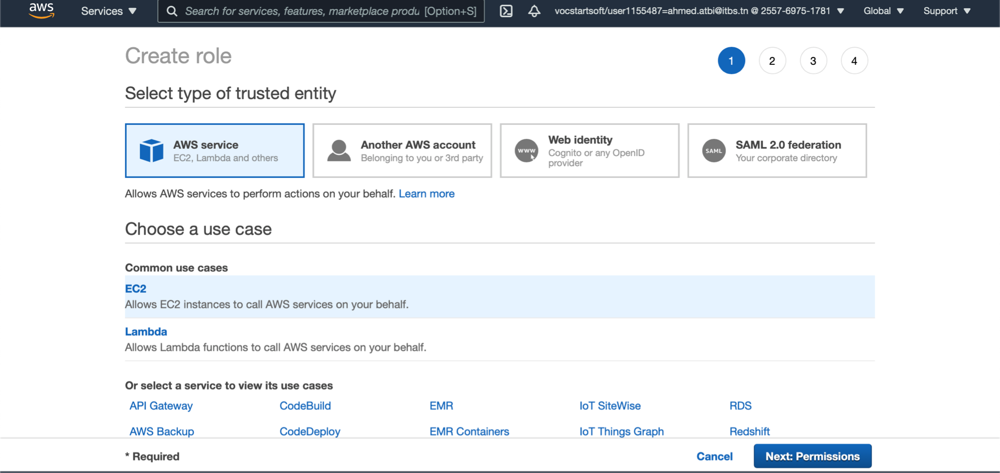 aws
Services
Search for services, features, marketplace produ [Option+S]
vocstartsoft/user1155487=ahmed.atbi@itbs.tn @ 2557-6975-1781
Global
Support
Create role
1
2
3
4
Select type of trusted entity
AWS service
EC2, Lambda and others
Another AWS account
Belonging to you or 3rd party
WWW
Web identity
Cognito or any OpenID
provider
SAML
SAML 2.0 federation
Your corporate directory
Allows AWS services to perform actions on your behalf. Learn more
Choose a use case
Common use cases
EC2
Allows EC2 instances to call AWS services on your behalf.
Lambda
Allows Lambda functions to call AWS services on your behalf.
Or select a service to view its use cases
API Gateway
CodeBuild
EMR
IoT SiteWise
RDS
AWS Backup
CodeDeploy
EMR Containers
IoT Things Graph
Redshift
* Required
Cancel
Next: Permissions